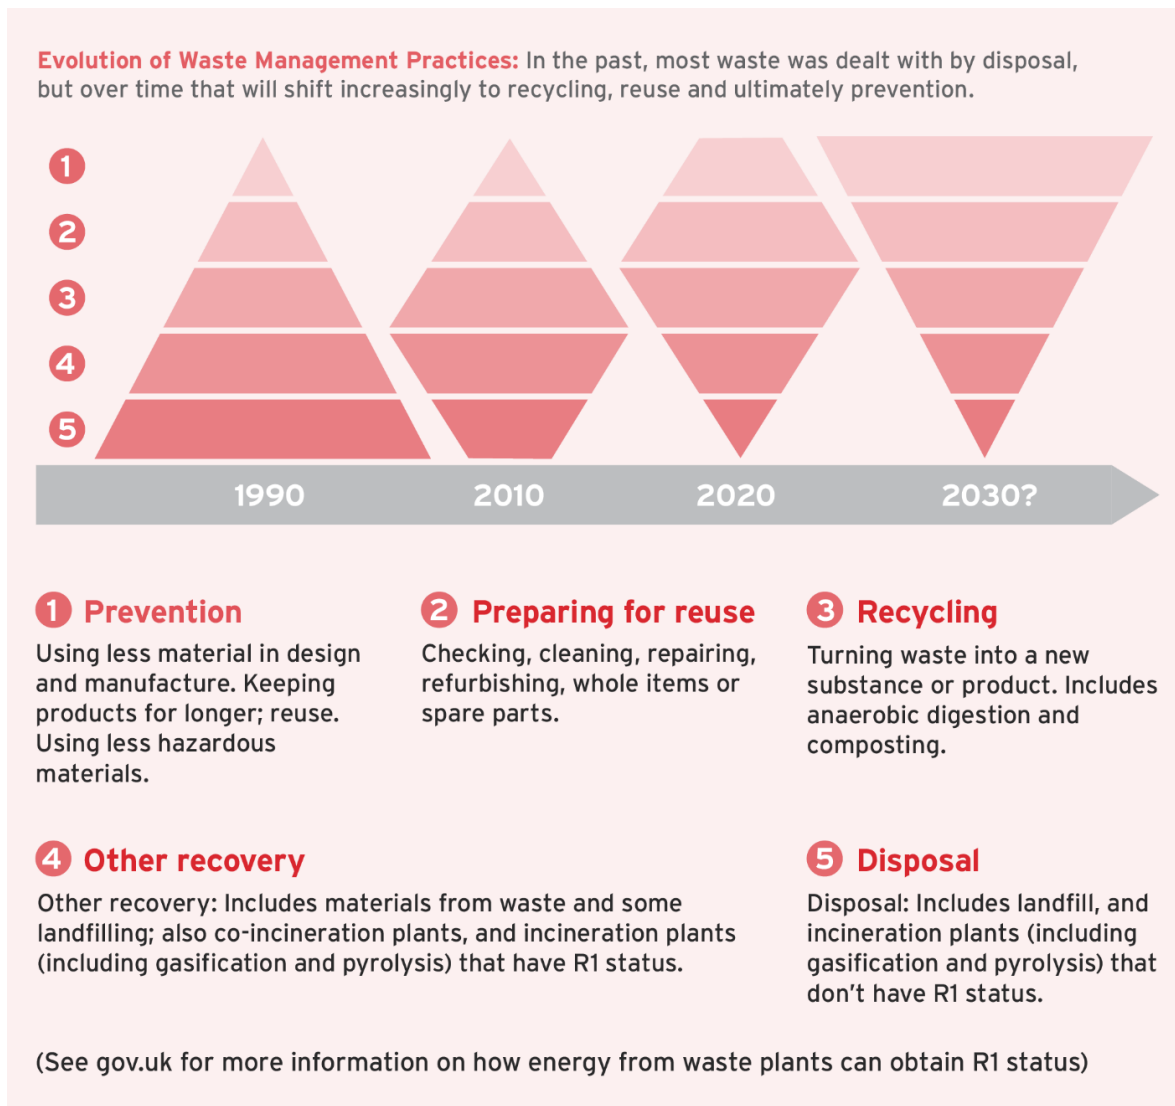 Evolution of Waste Management Practices: In the past, most waste was dealt with by disposal,
but over time that will shift increasingly to recycling, reuse and ultimately prevention.
1
2
3
4
5
1990 2010 2020 2030?
1 Prevention
Using less material in design
and manufacture. Keeping
products for longer; reuse.
Using less hazardous
materials.
2 Preparing for reuse
Checking, cleaning, repairing,
refurbishing, whole items or
spare parts.
3 Recycling
Turning waste into a new
substance or product. Includes
anaerobic digestion and
composting.
4 Other recovery
Other recovery: Includes materials from waste and some
landfilling; also co-incineration plants, and incineration plants
(including gasification and pyrolysis) that have R1 status.
5 Disposal
Disposal: Includes landfill, and
incineration plants (including
gasification and pyrolysis) that
don't have R1 status.
(See gov.uk for more information on how energy from waste plants can obtain R1 status)